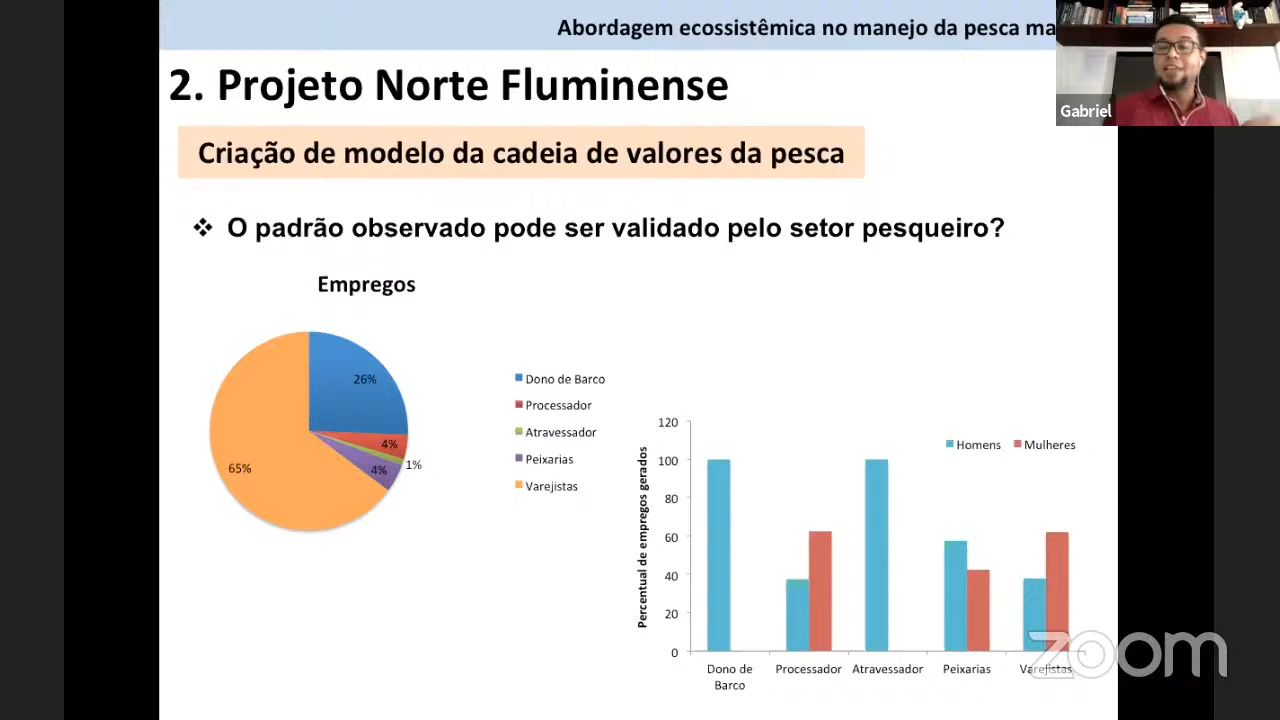 Abordagem ecossistêmica no manejo da pesca ma
Gabriel
2. Projeto Norte Fluminense
Criação de modelo da cadeia de valores da pesca
❖ O padrão observado pode ser validado pelo setor pesqueiro?
Empregos
26%
4%
1%
4%
65%
Dono de Barco
Processador
Atravessador
Peixarias
Varejistas
Percentual de empregos gerados
120
100
80
60
40
20
0
Homens
Mulheres
Dono de
Barco
Processador
Atravessador
Peixarias
Varejistas
zoom